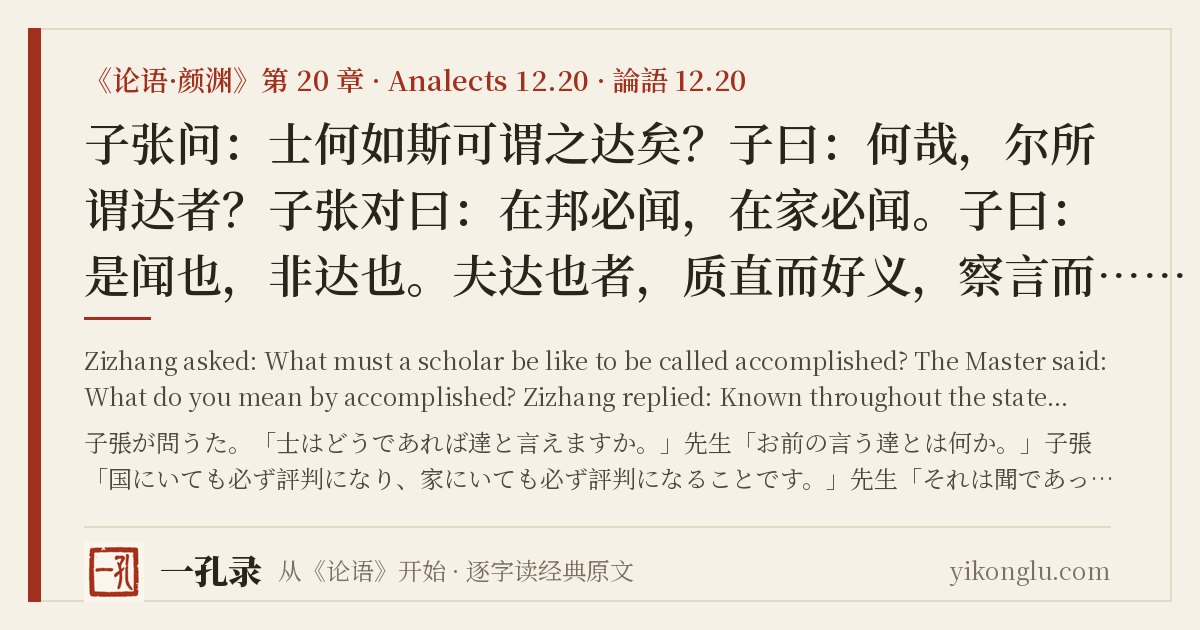 《论语·颜渊》第 20 章 · Analects 12.20 · 論語 12.20
子张问：士何如斯可谓之达矣？子曰：何哉，尔所
谓达者？子张对曰：在邦必闻，在家必闻。子曰：
是闻也，非达也。夫达也者，质直而好义，察言而……
Zizhang asked: What must a scholar be like to be called accomplished? The Master said:
What do you mean by accomplished? Zizhang replied: Known throughout the state...
子張が問うた。「士はどうであれば達と言えますか。」先生「お前の言う達とは何か。」子張
「国にいても必ず評判になり、家にいても必ず評判になることです。」先生「それは聞であっ…
一孔
一孔录 从《论语》开始 · 逐字读经典原文 yikonglu.com